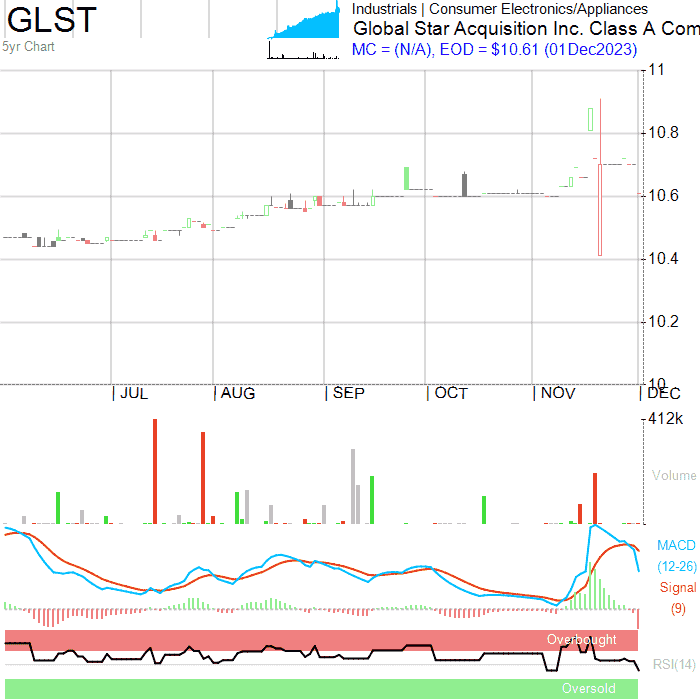 GLST
5yr Chart
Industrials | Consumer Electronics/Appliances
Global Star Acquisition Inc. Class A Com
MC = (N/A), EOD = $10.61 (01Dec2023)
11
10.8
10.6
10.4
10.2
10
JUL
AUG
SEP
OCT
NOV
DEC
412k
Volume
MACD
(12-26)
Signal
(9)
Overbought
RSI(14)
Oversold